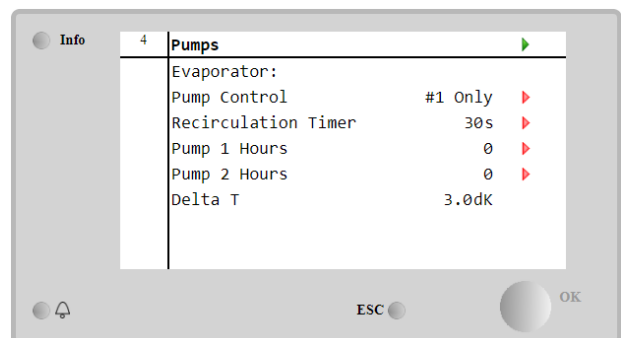 Info
4 Pumps
Evaporator:
Pump Control #1 Only
Recirculation Timer 30s
Pump 1 Hours 0
Pump 2 Hours 0
Delta T 3.0dK
ESC
OK